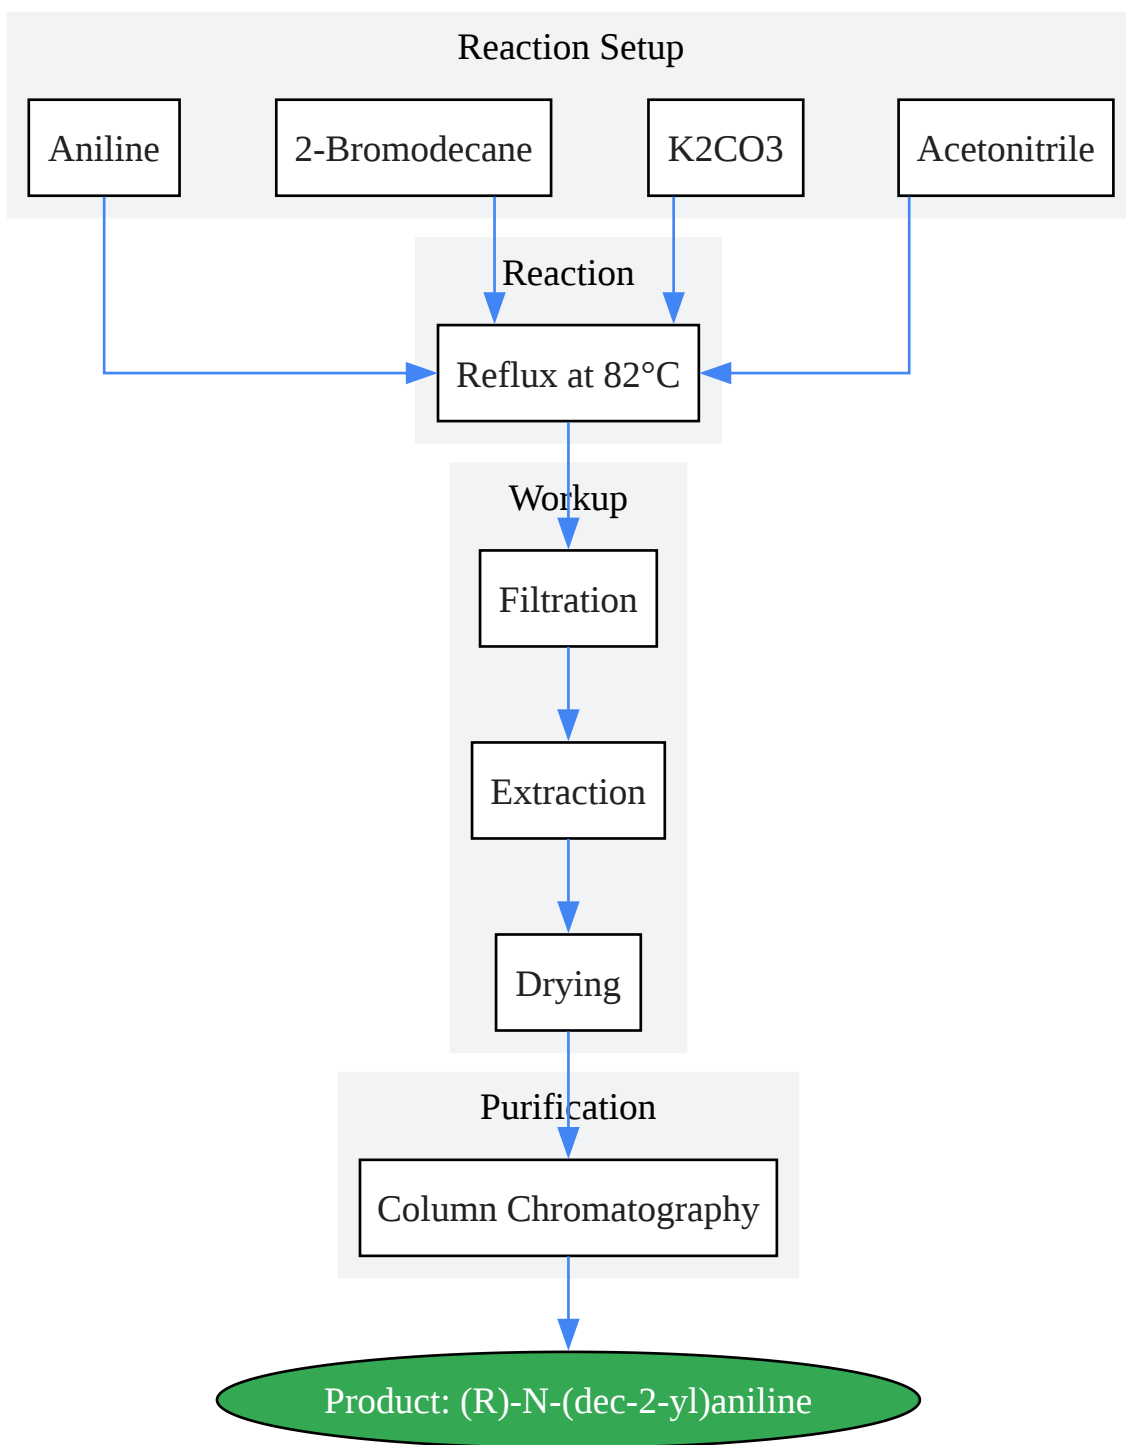 Reaction Setup
Aniline
2-Bromodecane
K2CO3
Acetonitrile
Reaction
Reflux at 82°C
Workup
Filtration
Extraction
Drying
Purification
Column Chromatography
Product: (R)-N-(dec-2-yl)aniline